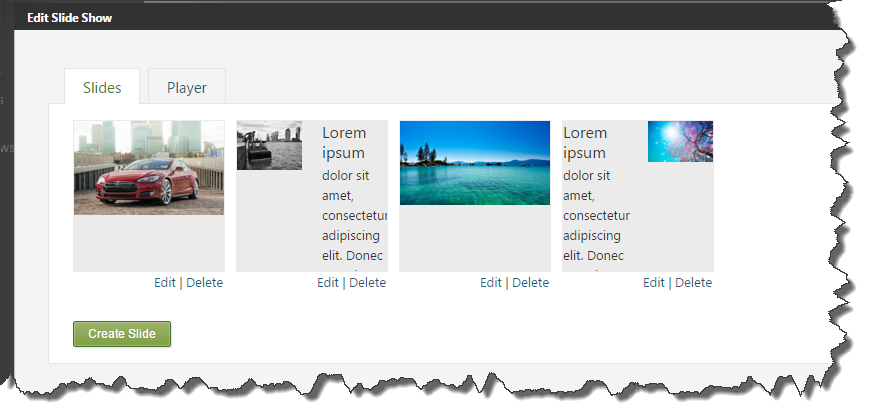 Edit Slide Show
s
ws
Slides
Player
Lorem
ipsum
dolor sit
amet,
consectetur
adipiscing
elit. Donec
Lorem
ipsum
dolor sit
amet,
consectetur
adipiscing
elit. Donec
Edit | Delete
Edit | Delete
Edit | Delete
Edit | Delete
Create Slide